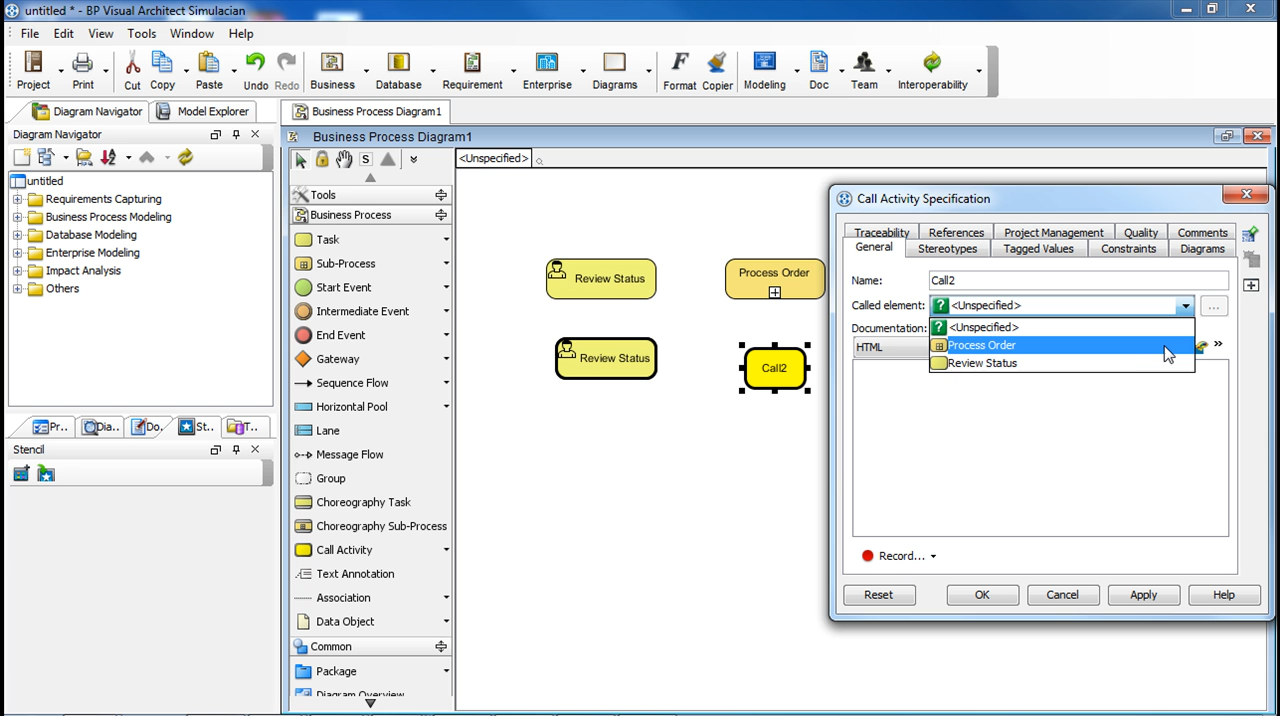 untitled * - BP Visual Architect Simulacian
File Edit View Tools Window Help
Project Print Cut Copy Paste Undo Redo Business Database Requirement Enterprise Diagrams Format Copier Modeling Doc Team Interoperability
Diagram Navigator Model Explorer
Diagram Navigator
untitled
Requirements Capturing
Business Process Modeling
Database Modeling
Enterprise Modeling
Impact Analysis
Others
Pr... Dia... Do. St.. T..
Stencil
Business Process Diagram1
Business Process Diagram1
S
<Unspecified>
Tools
Business Process
Task
Sub-Process
Start Event
Intermediate Event
End Event
Gateway
Sequence Flow
Horizontal Pool
Lane
Message Flow
Group
Choreography Task
Choreography Sub-Process
Call Activity
Text Annotation
Association
Data Object
Common
Package
Diagram Overview
Review Status
Process Order
Review Status
Call2
Call Activity Specification
Traceability References Project Management Quality Comments
General Stereotypes Tagged Values Constraints Diagrams
Name: Call2
Called element: <Unspecified> ...
<Unspecified>
Documentation:
Process Order
HTML
Review Status
Record...
Reset OK Cancel Apply Help